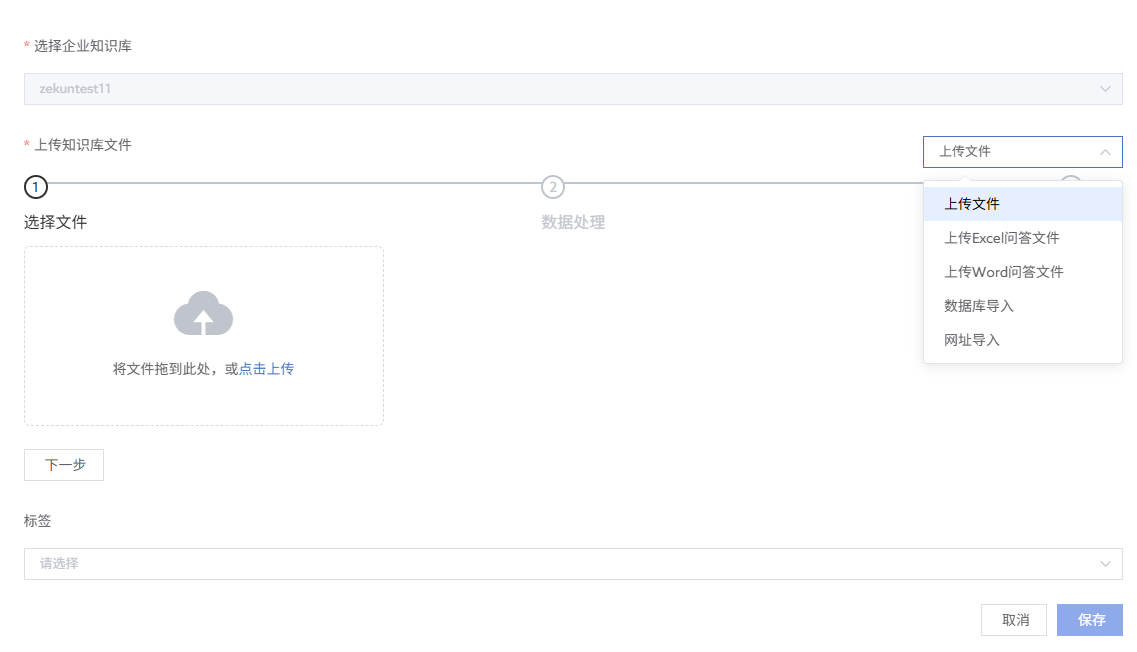 * 选择企业知识库
zekuntest11
* 上传知识库文件
上传文件
1
2
选择文件
数据处理
上传文件
上传Excel问答文件
上传Word问答文件
数据库导入
网址导入
将文件拖到此处，或点击上传
下一步
标签
请选择
取消
保存